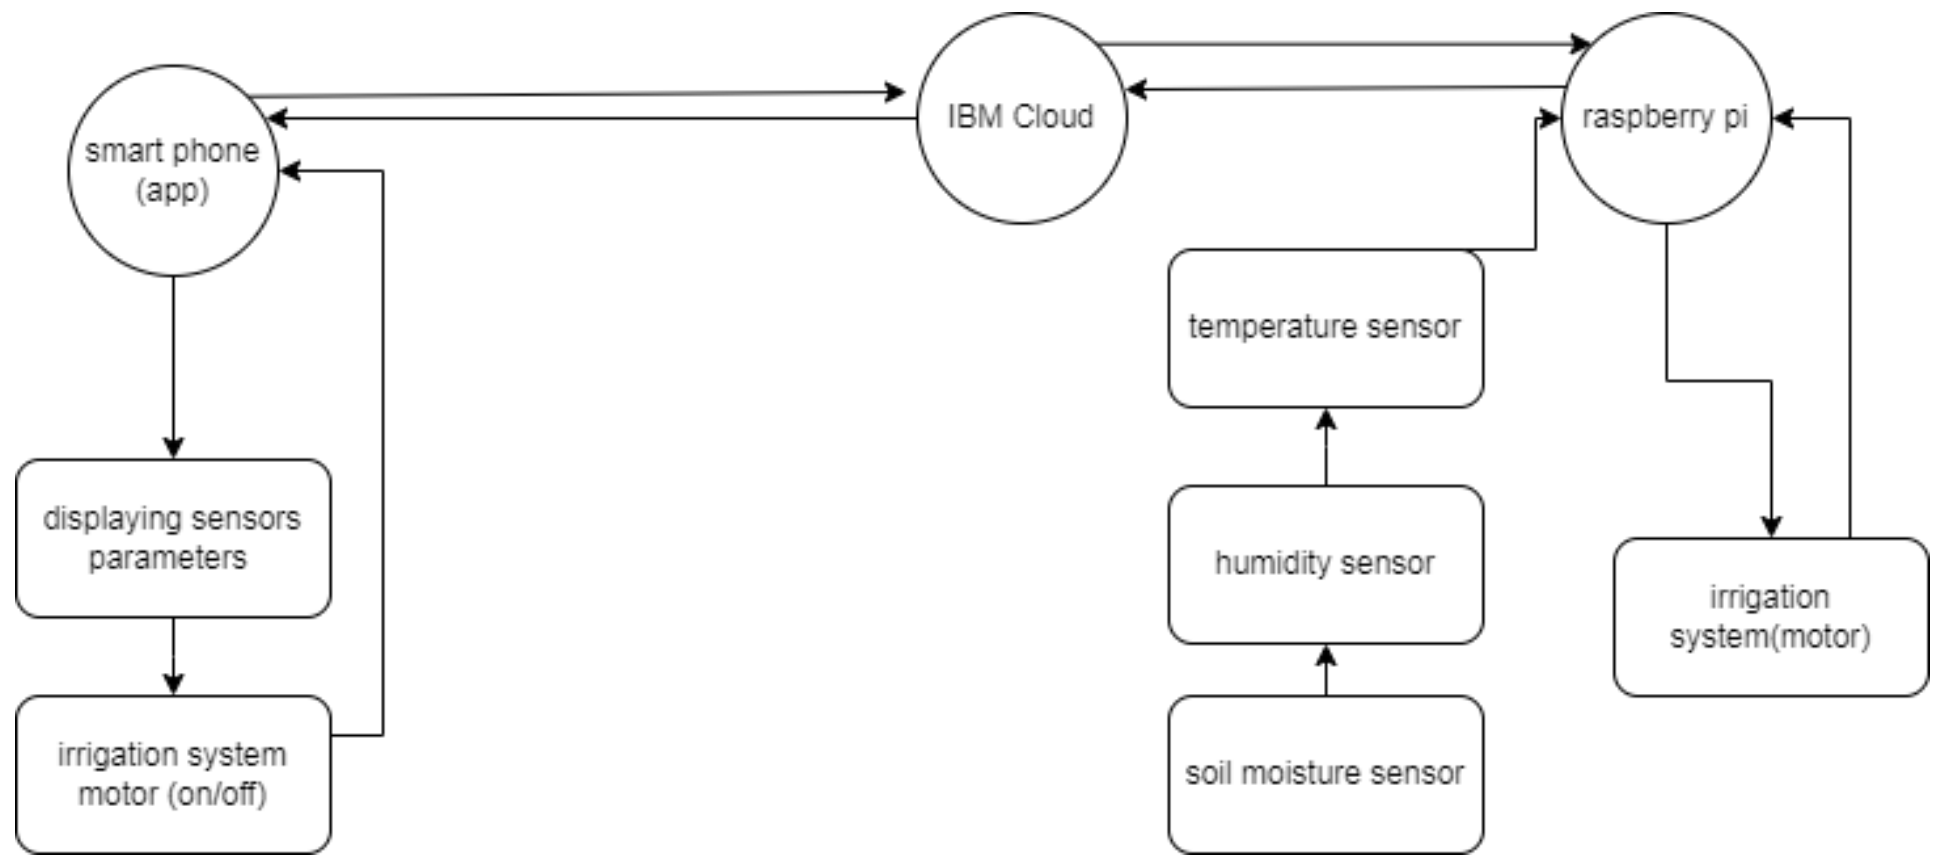 smart phone
(app)
IBM Cloud
raspberry pi
temperature sensor
displaying sensors
parameters
humidity sensor
irrigation
system(motor)
irrigation system
motor (on/off)
soil moisture sensor